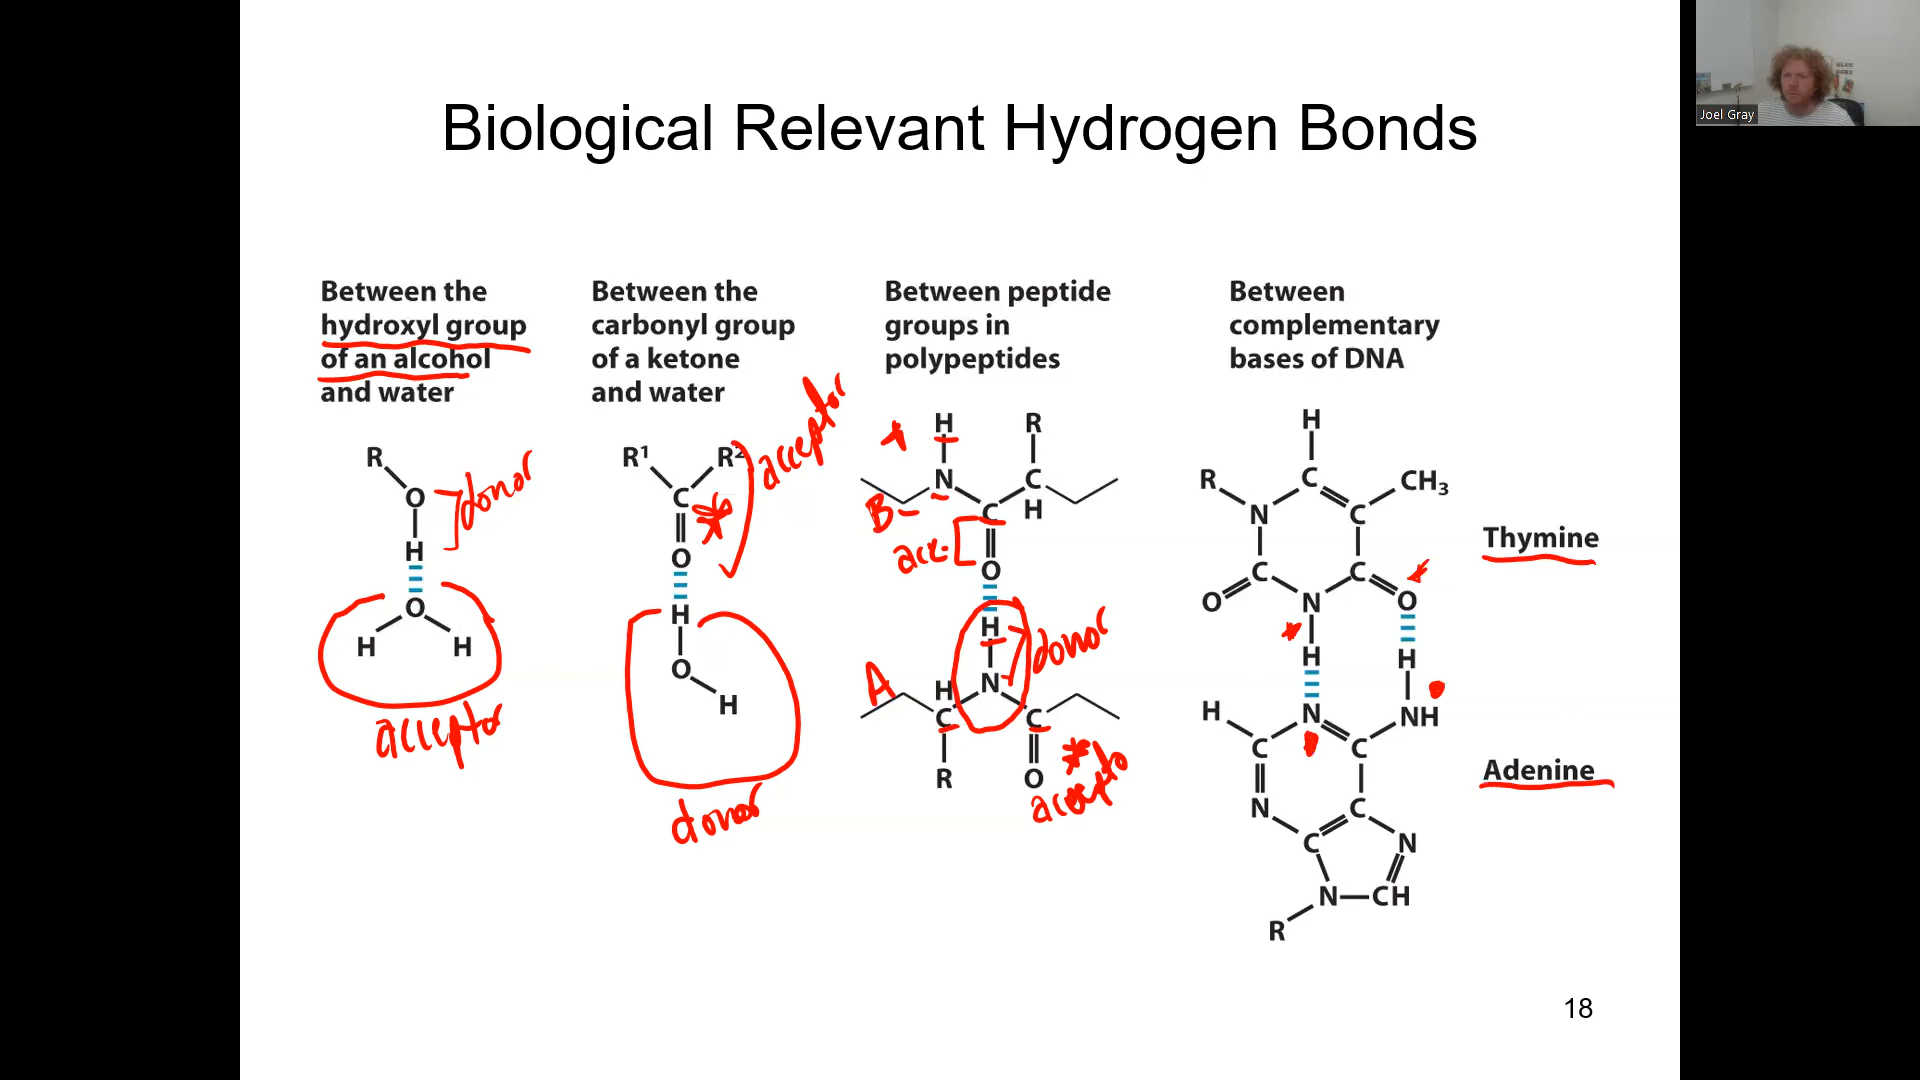 Joel Gray
Biological Relevant Hydrogen Bonds
Between the
hydroxyl group
of an alcohol
and water
Between the
carbonyl group
of a ketone
and water
Between peptide
groups in
polypeptides
Between
complementary
bases of DNA
R
O
H
O
H H
donor
acceptor
R¹ R²
C
O
H
O
H
acceptor
donor
H R
N C
B C H
acc.
O
H
donor
A H N
C C
R O
accepto
H
R C CH₃
N C
C C
O N O
H H
H N NH
C C
N C
C N
N CH
R
Thymine
Adenine
18